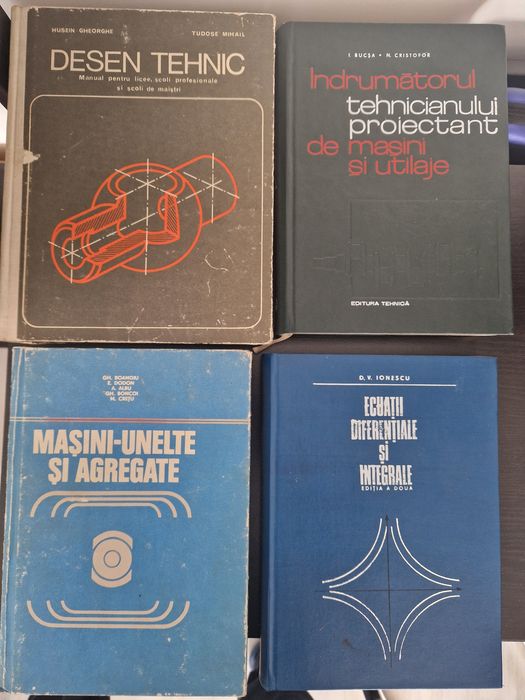 HUSEIN GHEORGHE TUDOSE MIHAIL
DESEN TEHNIC
Manual pentru licee, școli profesionale
și școli de maiștri
I. BUCȘA • N. CRISTOFOR
Îndrumătorul
tehnicianului
proiectant
de mașini
și utilaje
EDITURA TEHNICĂ
GH. BOANGIU
E. DODON
A. ALBU
GH. BONCOI
M. CREȚU
MAȘINI-UNELTE
ȘI AGREGATE
D. V. IONESCU
ECUAȚII
DIFERENȚIALE
ȘI
INTEGRALE
EDIȚIA A DOUA